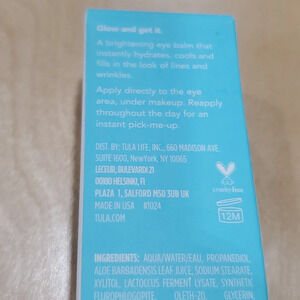 Glow and get it.
A brightening eye balm that
instantly hydrates, cools and
fills in the look of lines and
wrinkles.
Apply directly to the eye
area, under makeup. Reapply
throughout the day for an
instant pick-me-up.
DIST. BY: TULA LIFE, INC., 660 MADISON AVE.
SUITE 1600, NewYork, NY 10065
LECEUR, BULEVARDI 21
00180 HELSINKI, FI
PLAZA 1, SALFORD M50 3UB UK
MADE IN USA #1024
TULA.COM
cruelty free
12M
INGREDIENTS: AQUA/WATER/EAU, PROPANEDIOL,
ALOE BARBADENSIS LEAF JUICE, SODIUM STEARATE,
XYLITOL, LACTOCOCCUS FERMENT LYSATE, SYNTHETIC
FLUORPHLOGOPITE, OLETH-20, GLYCERIN,